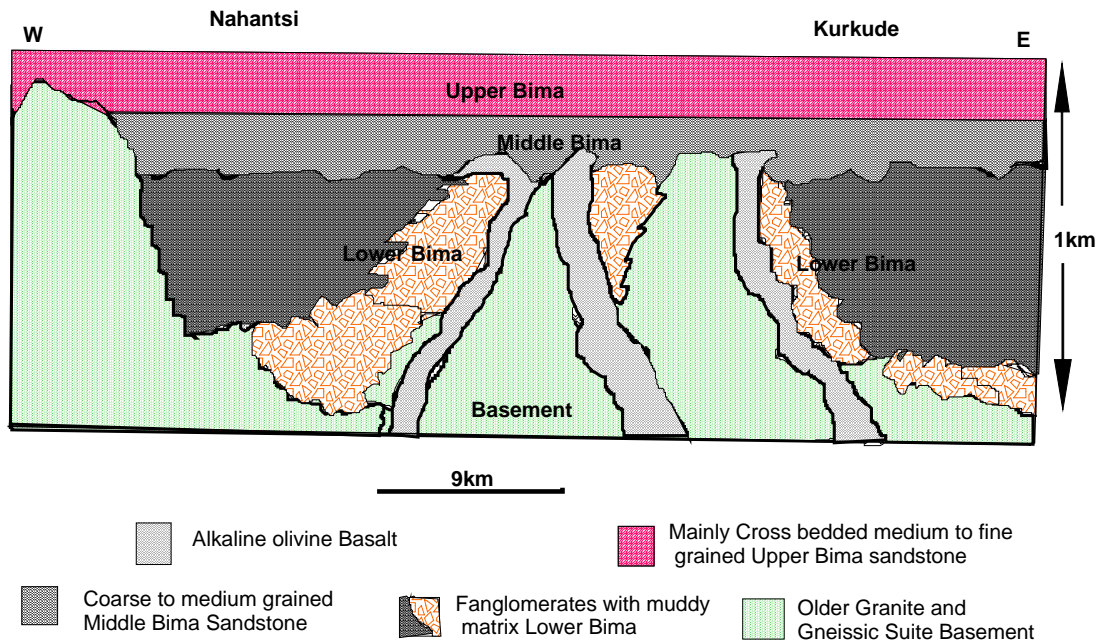 Nahantsi
Kurkude
W
E
Upper Bima
Middle Bima
Lower Bima
Lower Bima
1km
Basement
9km
Alkaline olivine Basalt
Mainly Cross bedded medium to fine
grained Upper Bima sandstone
Coarse to medium grained
Middle Bima Sandstone
Fanglomerates with muddy
matrix Lower Bima
Older Granite and
Gneissic Suite Basement